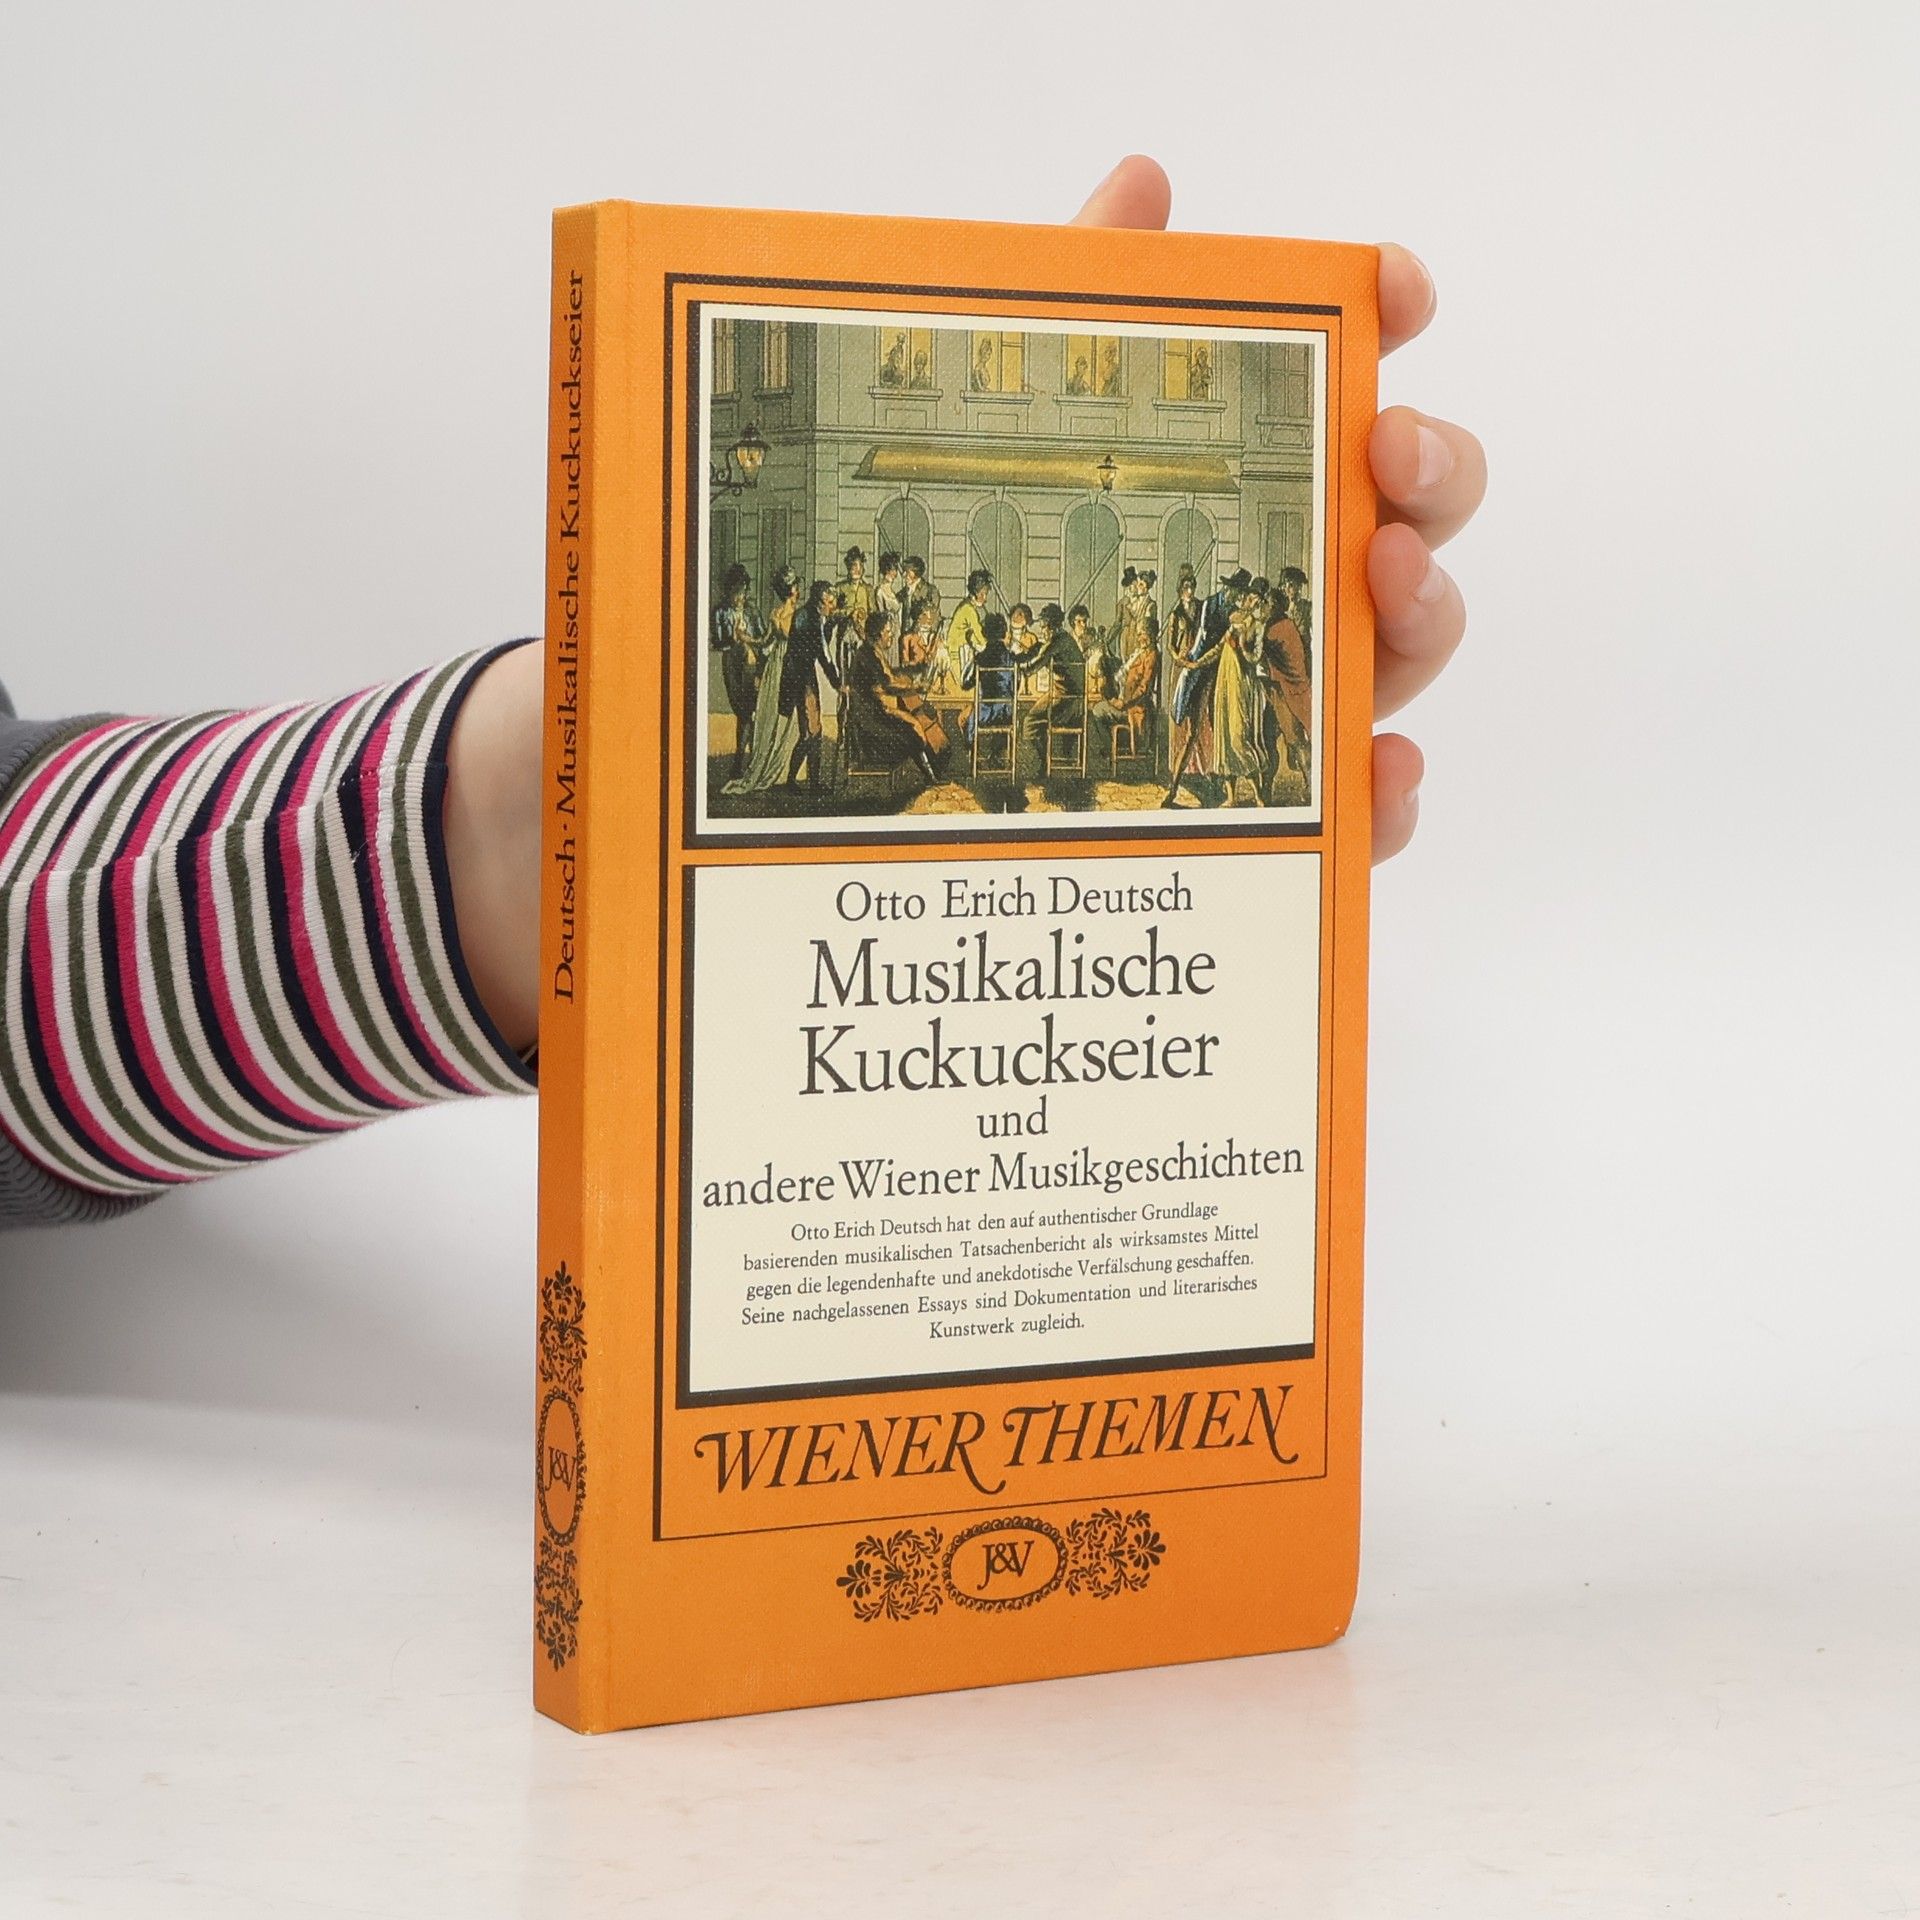 Deutsch · Musikalische Kuckuckseier
J&V
Otto Erich Deutsch
Musikalische
Kuckuckseier
und
andere Wiener Musikgeschichten
Otto Erich Deutsch hat den auf authentischer Grundlage
basierenden musikalischen Tatsachenbericht als wirksamstes Mittel
gegen die legendenhafte und anekdotische Verfälschung geschaffen.
Seine nachgelassenen Essays sind Dokumentation und literarisches
Kunstwerk zugleich.
WIENER THEMEN
J&V